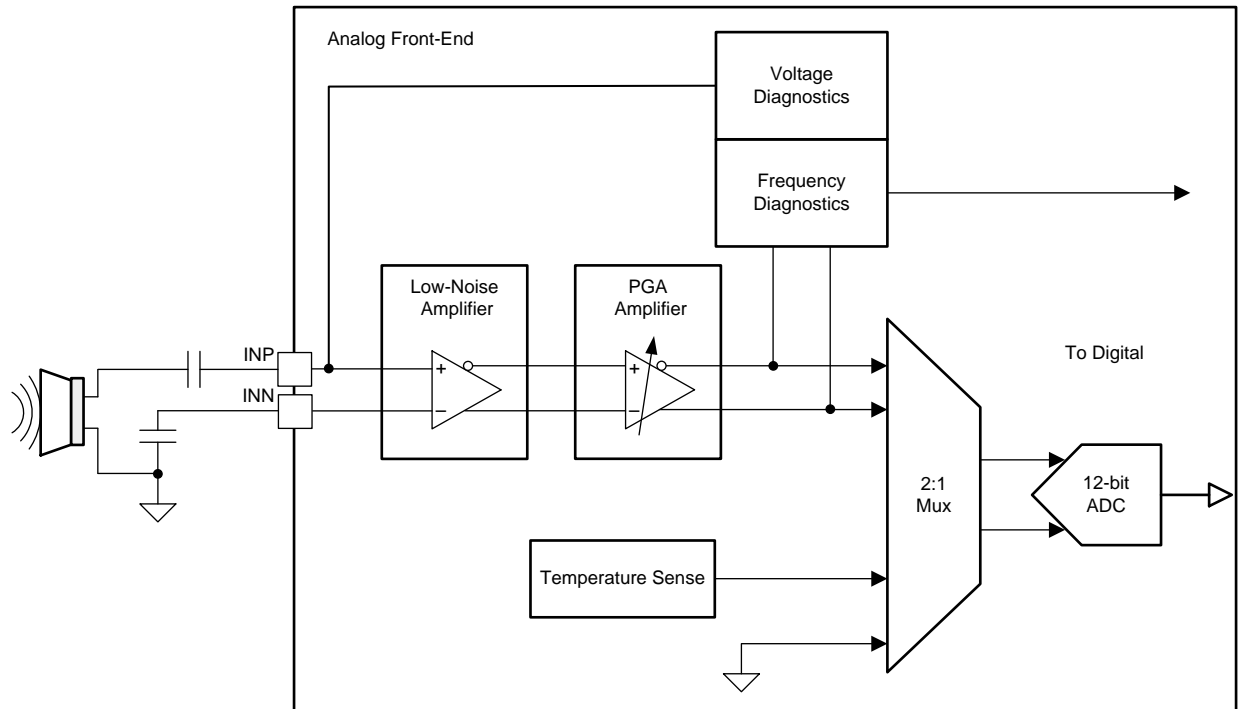 Analog Front-End
Voltage
Diagnostics
Frequency
Diagnostics
Low-Noise
Amplifier
PGA
Amplifier
+
−
+
−
INP
INN
To Digital
2:1
Mux
12-bit
ADC
Temperature Sense